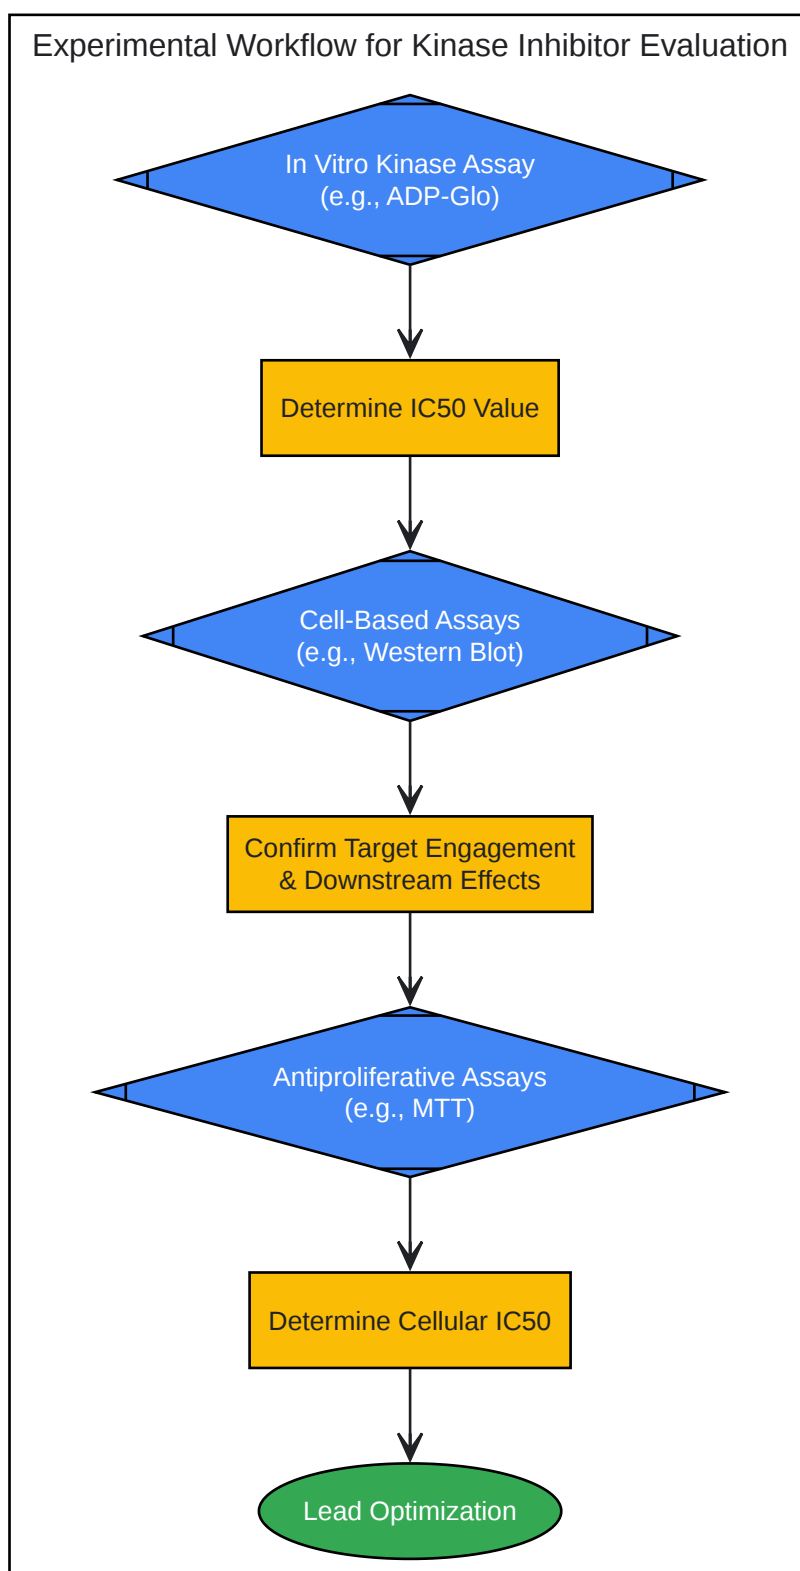 Experimental Workflow for Kinase Inhibitor Evaluation
In Vitro Kinase Assay
(e.g., ADP-Glo)
Determine IC50 Value
Cell-Based Assays
(e.g., Western Blot)
Confirm Target Engagement
& Downstream Effects
Antiproliferative Assays
(e.g., MTT)
Determine Cellular IC50
Lead Optimization